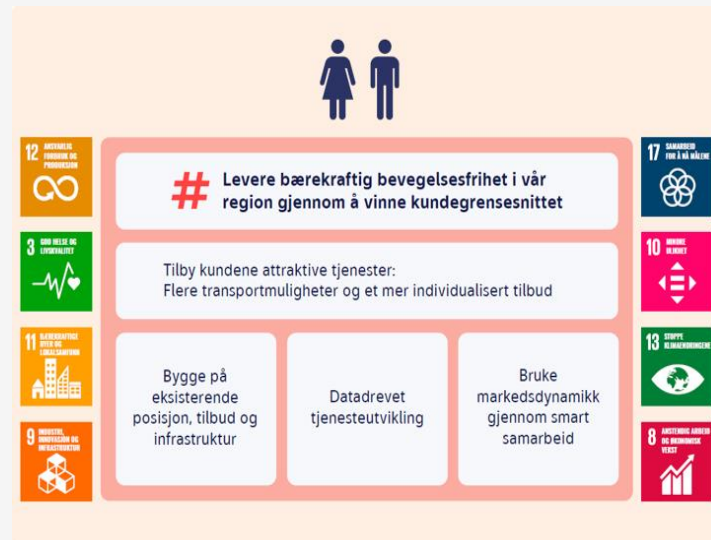 12 ANSVARLIG
FORBRUK OG
PRODUKSJON
3 GOD HELSE OG
LIVSKVALITET
11 BÆREKRAFTIGE
BYER OG
LOKALSAMFUNN
9 INDUSTRI,
INNOVASJON OG
INFRASTRUKTUR
# Levere bærekraftig bevegelsesfrihet i vår
region gjennom å vinne kundegrensesnittet
Tilby kundene attraktive tjenester:
Flere transportmuligheter og et mer individualisert tilbud
Bygge på
eksisterende
posisjon, tilbud og
infrastruktur
Datadrevet
tjenesteutvikling
Bruke
markedsdynamikk
gjennom smart
samarbeid
17 SAMARBEID
FOR Å NÅ MÅLENE
10 MINDRE
ULIKHET
13 STOPPE
KLIMAENDRINGENE
8 ANSTENDIG ARBEID
OG ØKONOMISK
VEKST